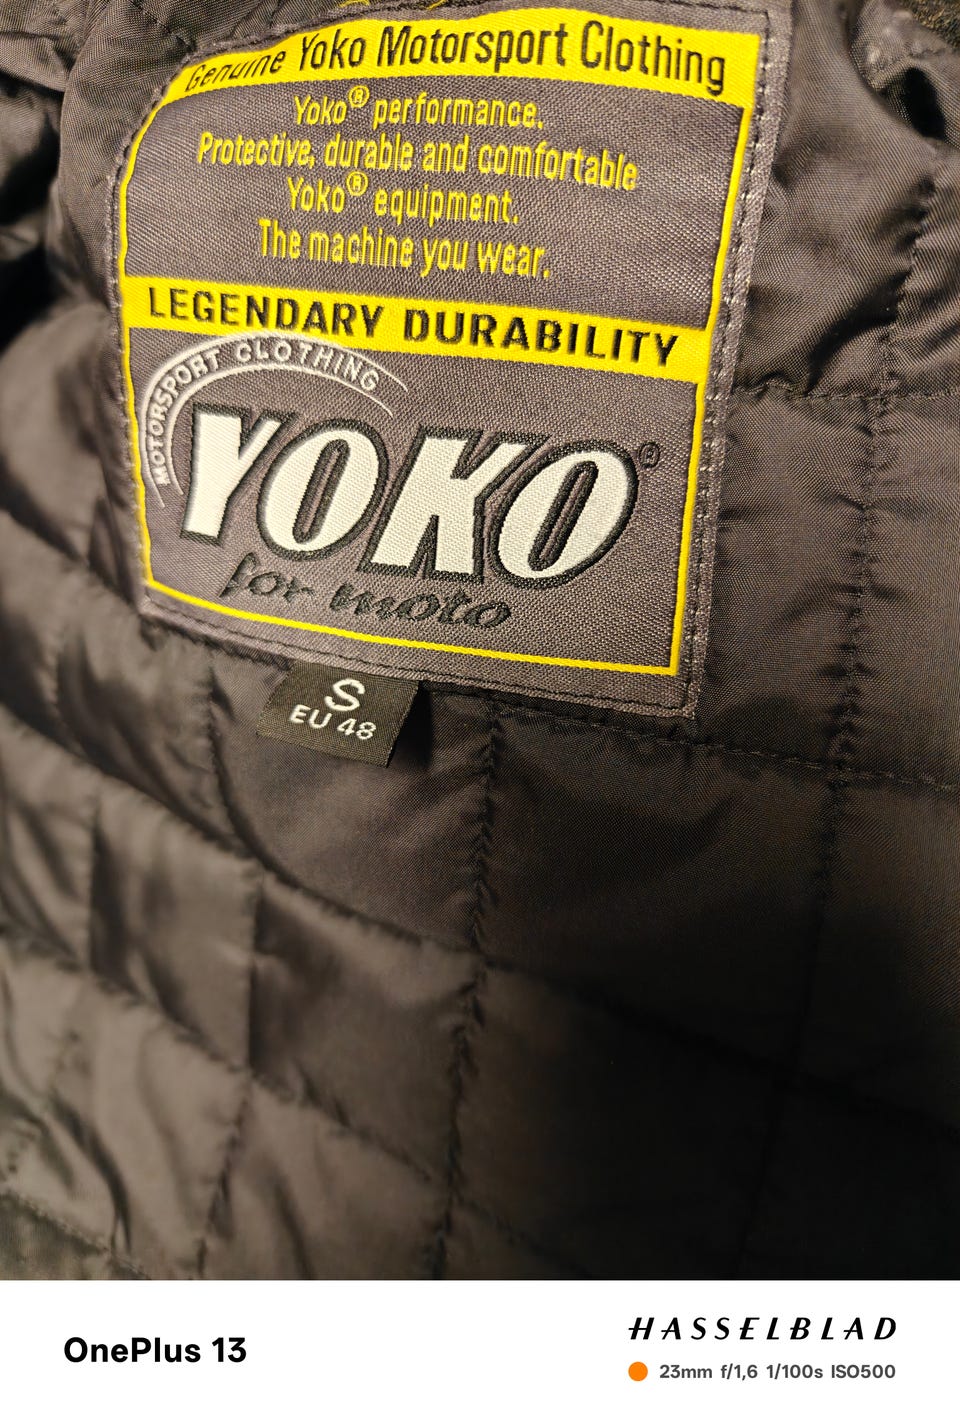 Genuine Yoko Motorsport Clothing
Yoko® performance.
Protective, durable and comfortable
Yoko® equipment.
The machine you wear.
LEGENDARY DURABILITY
MOTORSPORT CLOTHING
YOKO®
for moto
S
EU 48
OnePlus 13
HASSELBLAD
23mm f/1,6 1/100s ISO500